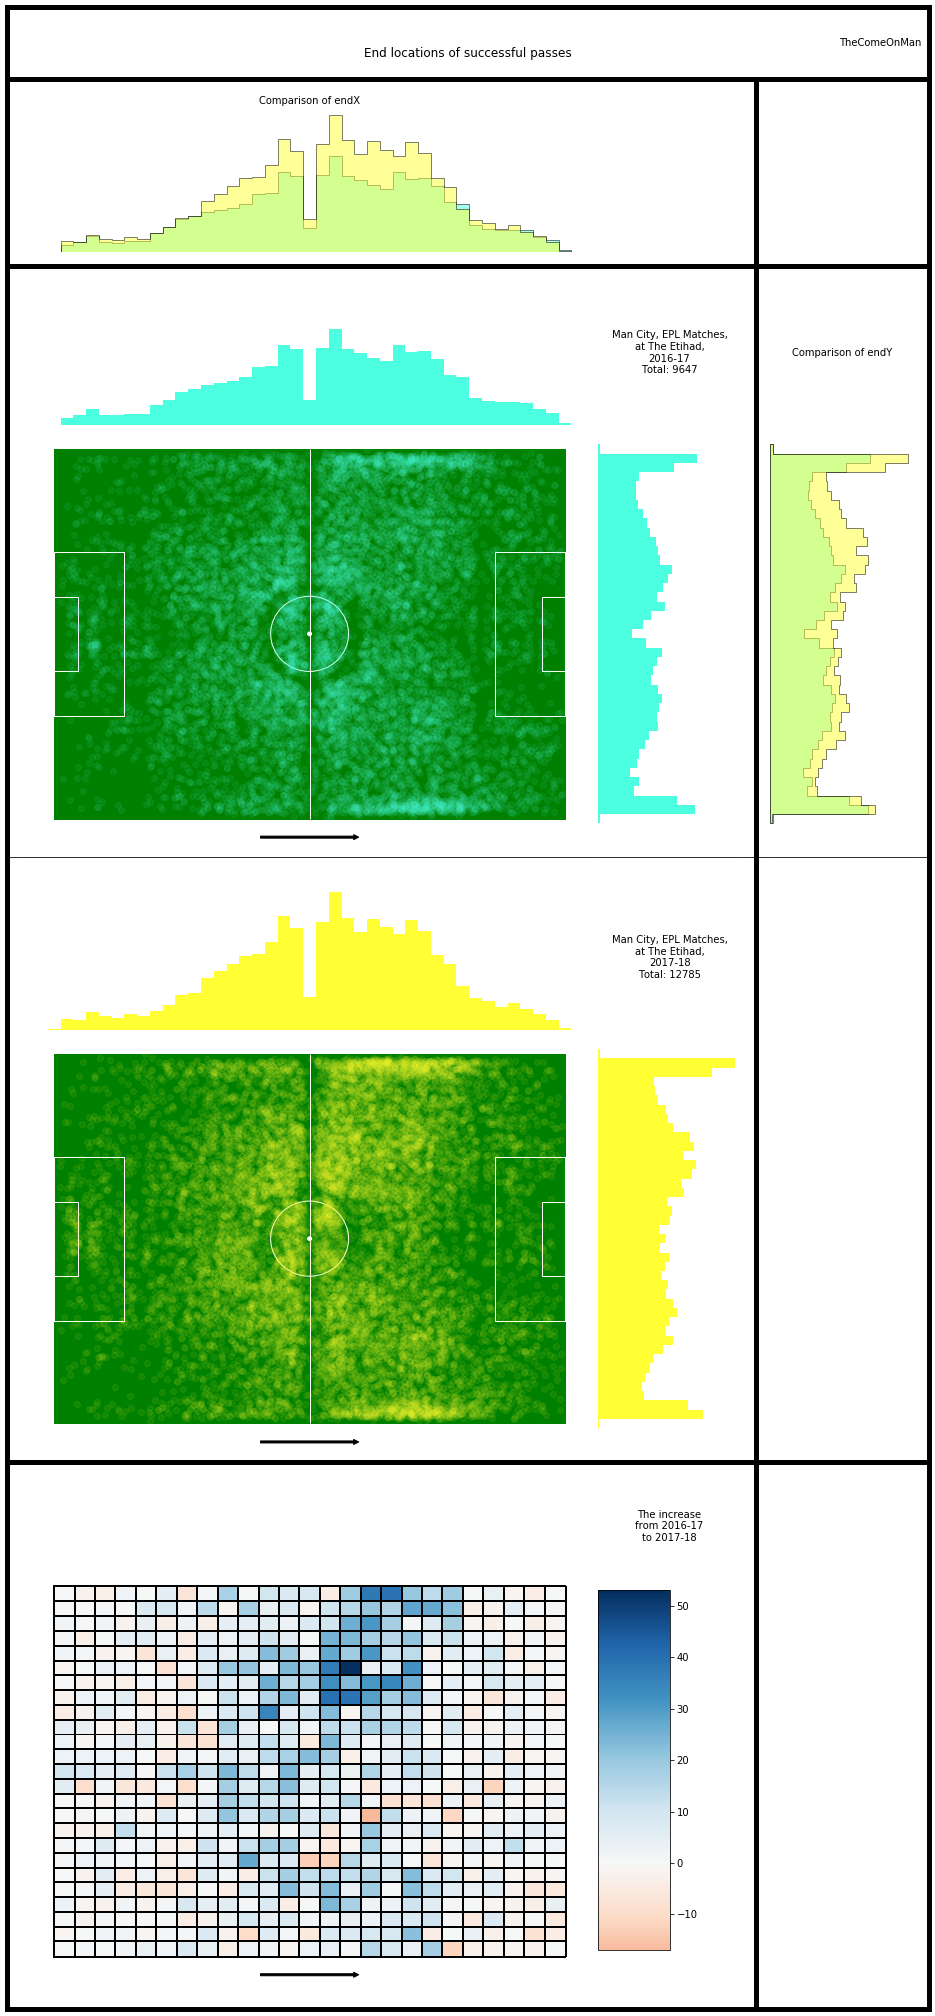 TheComeOnMan
End locations of successful passes
Comparison of endX
Man City, EPL Matches,
at The Etihad,
2016-17
Total: 9647
Comparison of endY
Man City, EPL Matches,
at The Etihad,
2017-18
Total: 12785
The increase
from 2016-17
to 2017-18
50
40
30
20
10
0
−10